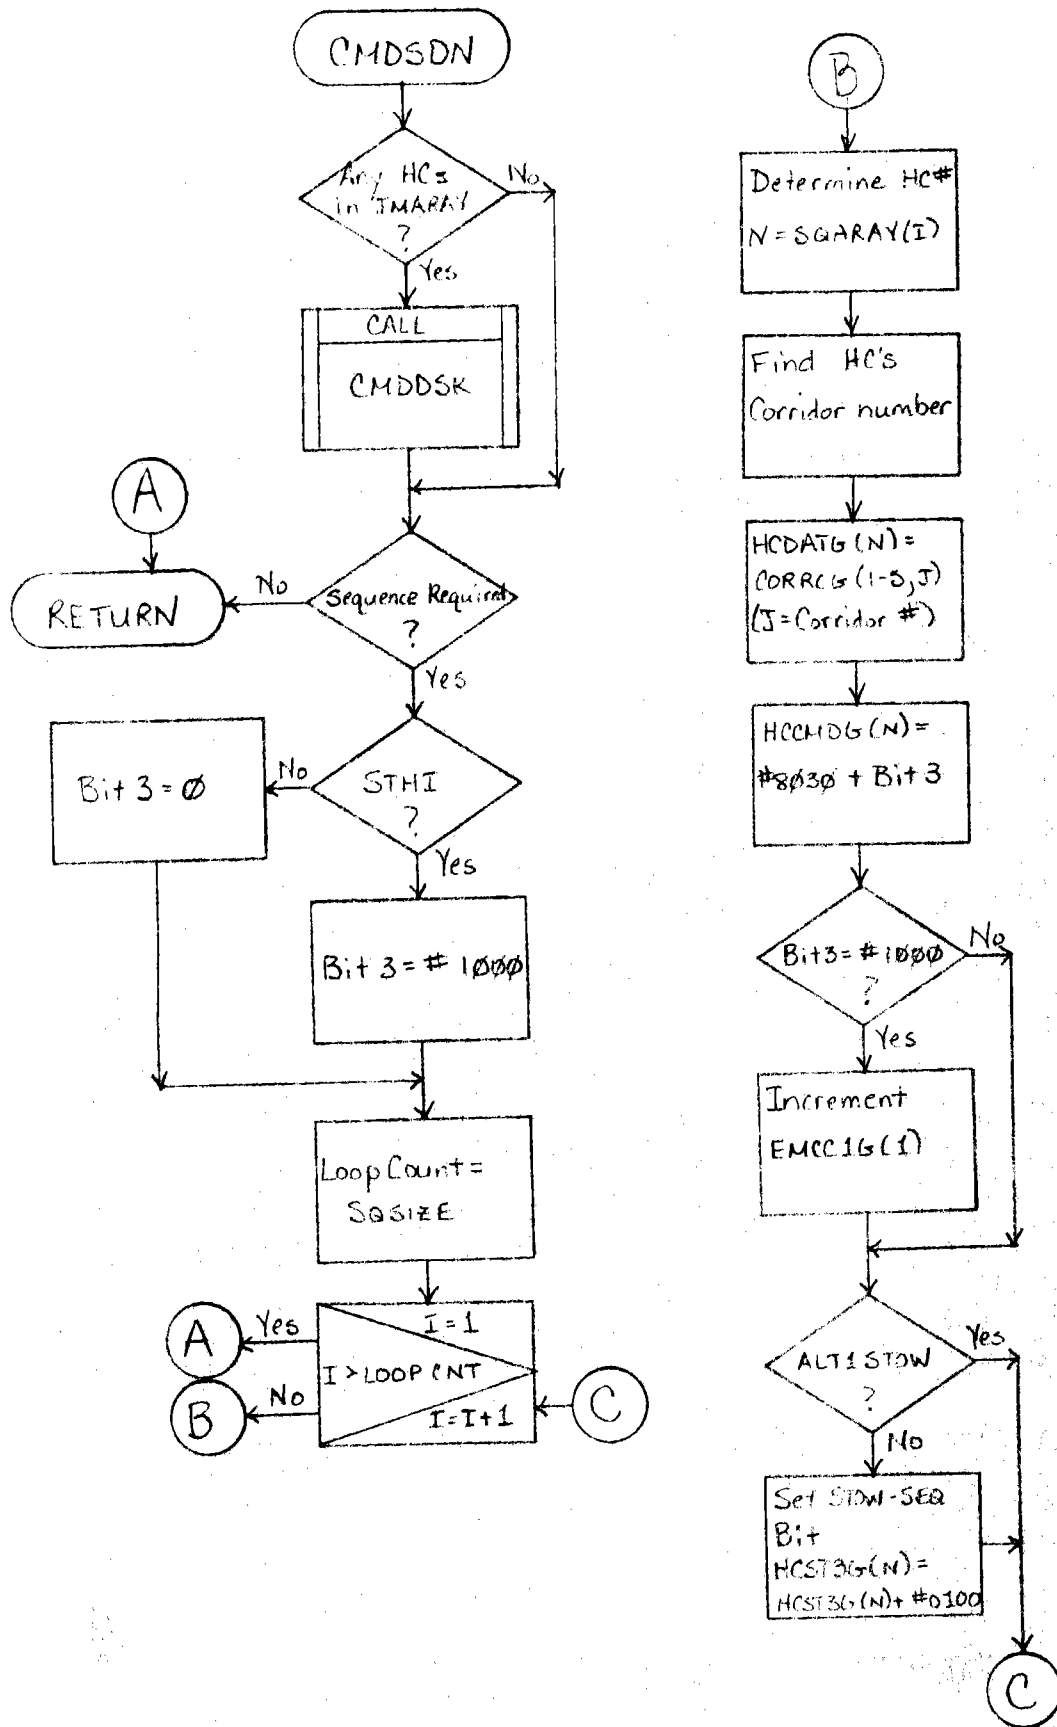 CMDSDN
Any HCs
in TMARAY
?
No
Yes
CALL
CMDDSK
A
RETURN
No
Sequence Required
?
Yes
STHI
?
No
Bit 3 = Ø
Yes
Bit 3 = # 1ØØØ
Loop Count =
SQSIZE
A
Yes
I = 1
I > LOOP CNT
B
No
I = I + 1
C
B
Determine HC#
N = SQARAY(I)
Find HC's
Corridor number
HCDATG (N) =
CORRCG (1-5, J)
(J = Corridor #)
HCCMDG (N) =
#8Ø3Ø + Bit 3
Bit 3 = # 1ØØØ
?
No
Yes
Increment
EMCC1G (1)
ALT1 STOW
?
Yes
No
Set STOW-SEQ
Bit
HCST3G (N) =
HCST3G (N) + #0100
C